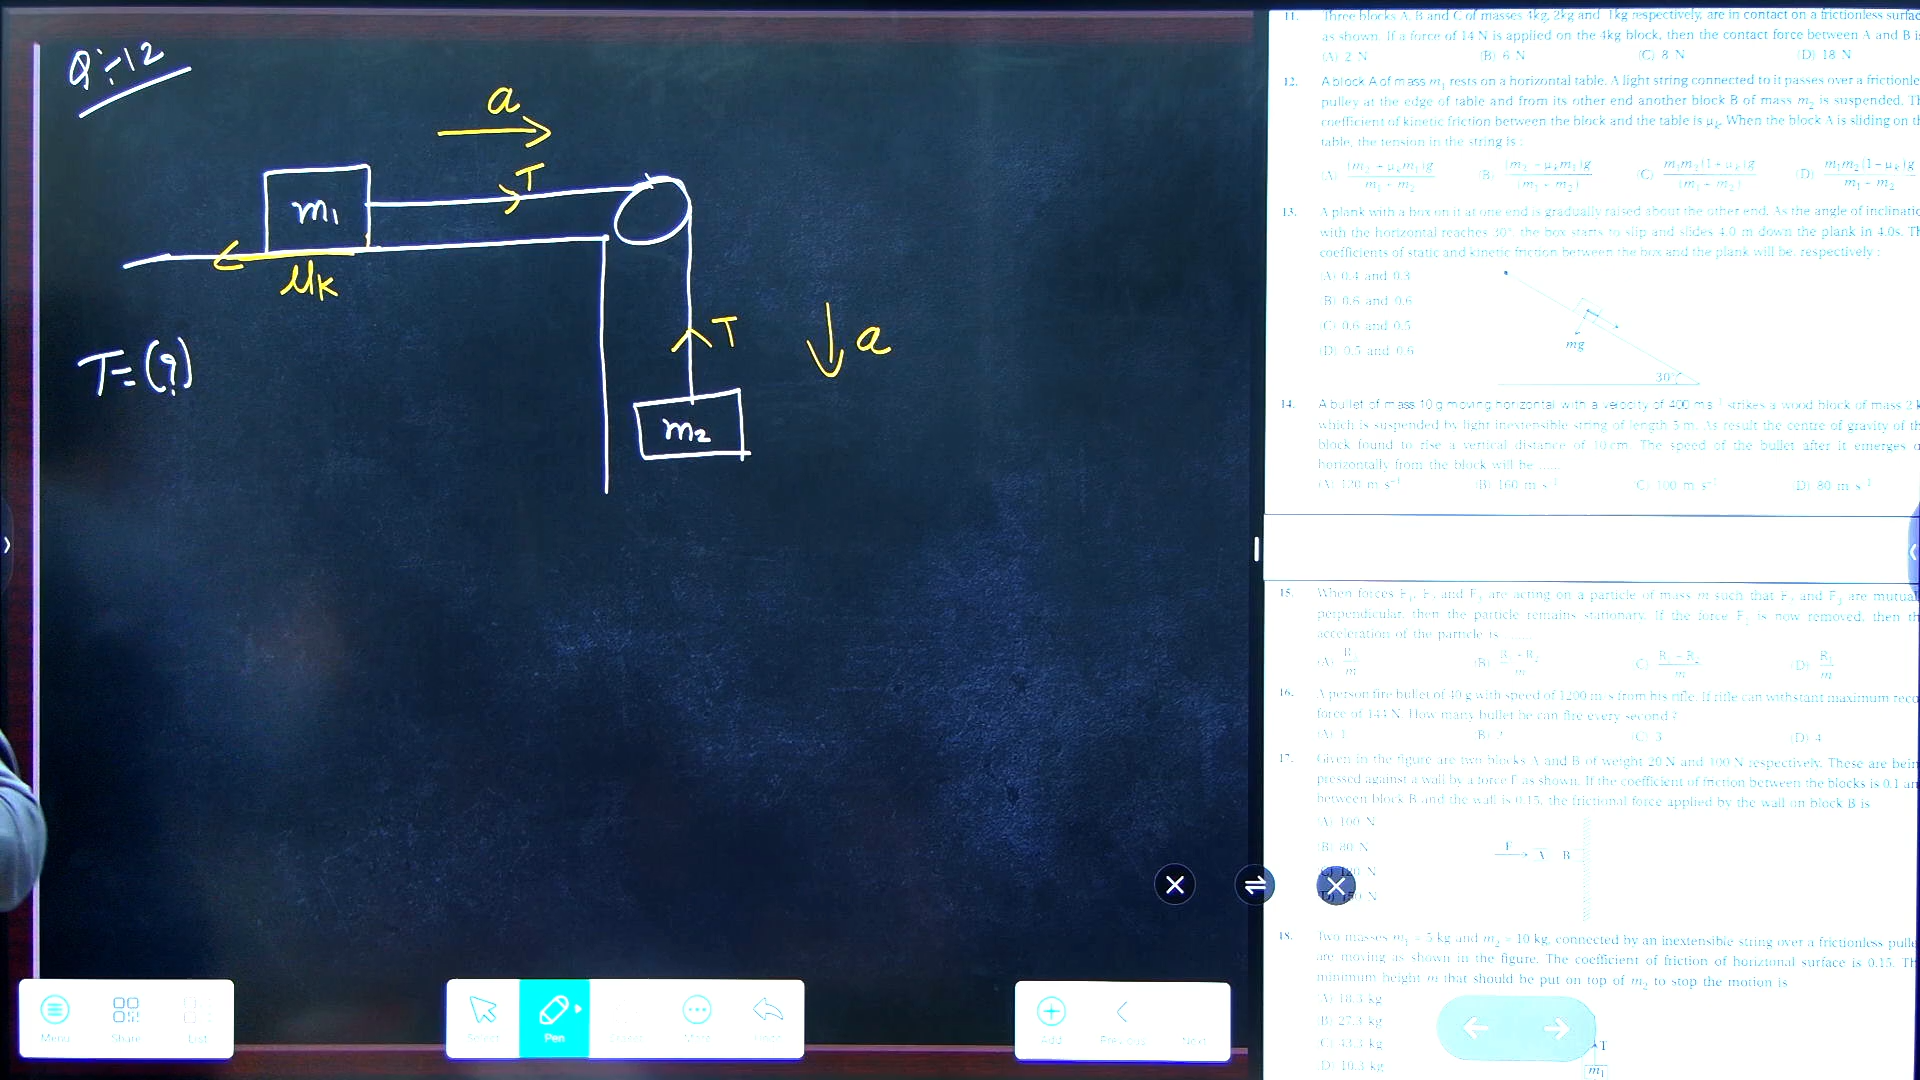 Q:-12
a
T
m₁
μk
T=(?)
T
a
m₂
11. Three blocks A, B and C of masses 4kg, 2kg and 1kg respectively, are in contact on a frictionless
as shown. If a force of 14 N is applied on the 4kg block, then the contact force between A and B
(A) 2 N (B) 6 N (C) 8 N (D) 18 N
12. A block A of mass m₁ rests on a horizontal table. A light string connected to it passes over a
pulley at the edge of table and from its other end another block B of mass m₂ is suspended.
coefficient of kinetic friction between the block and the table is μk. When the block A is sliding on
table, the tension in the string is :
(A) (B) (C) (D)
13. A plank with a box on it at one end is gradually raised about the other end. As the angle of
with the horizontal reaches 30°, the box starts to slip and slides 4.0 m down the plank in 4.0s.
coefficients of static and kinetic friction between the box and the plank will be, respectively :
(A) 0.4 and 0.3
(B) 0.6 and 0.6
(C) 0.6 and 0.5
(D) 0.5 and 0.6
mg
30°
14. A bullet of mass 10 g moving horizontal with a velocity of 400 ms⁻¹ strikes a wood block of mass 2
which is suspended by light inextensible string of length 5 m. As result the centre of gravity of
block found to rise a vertical distance of 10 cm. The speed of the bullet after it emerges
horizontally from the block will be ......
(A) 120 m s⁻¹ (B) 160 m s⁻¹ (C) 100 m s⁻¹ (D) 80 m s⁻¹
15. When forces F₁, F₂ and F₃ are acting on a particle of mass m such that F₂ and F₃ are
perpendicular, then the particle remains stationary. If the force F₁ is now removed, then
acceleration of the particle is
(A) (B) (C) (D)
16. A person fire bullet of 40 g with speed of 1200 m/s from his rifle. If rifle can withstant maximum
force of 144 N. How many bullet he can fire every second ?
(A) 1 (B) 2 (C) 3 (D) 4
17. Given in the figure are two blocks A and B of weight 20 N and 100 N respectively. These are
pressed against a wall by a force F as shown. If the coefficient of friction between the blocks is 0.1
between block B and the wall is 0.15, the frictional force applied by the wall on block B is
(A) 100 N
(B) 80 N
(C) 120 N
(D) 150 N
F A B
18. Two masses m₁ = 5 kg and m₂ = 10 kg, connected by an inextensible string over a frictionless
are moving as shown in the figure. The coefficient of friction of horizontal surface is 0.15.
minimum height m that should be put on top of m₂ to stop the motion is
(A) 18.3 kg
(B) 27.3 kg
(C) 43.3 kg
(D) 10.3 kg
T
m₁
Menu Share List
Select Pen More Undo
Add Previous Next